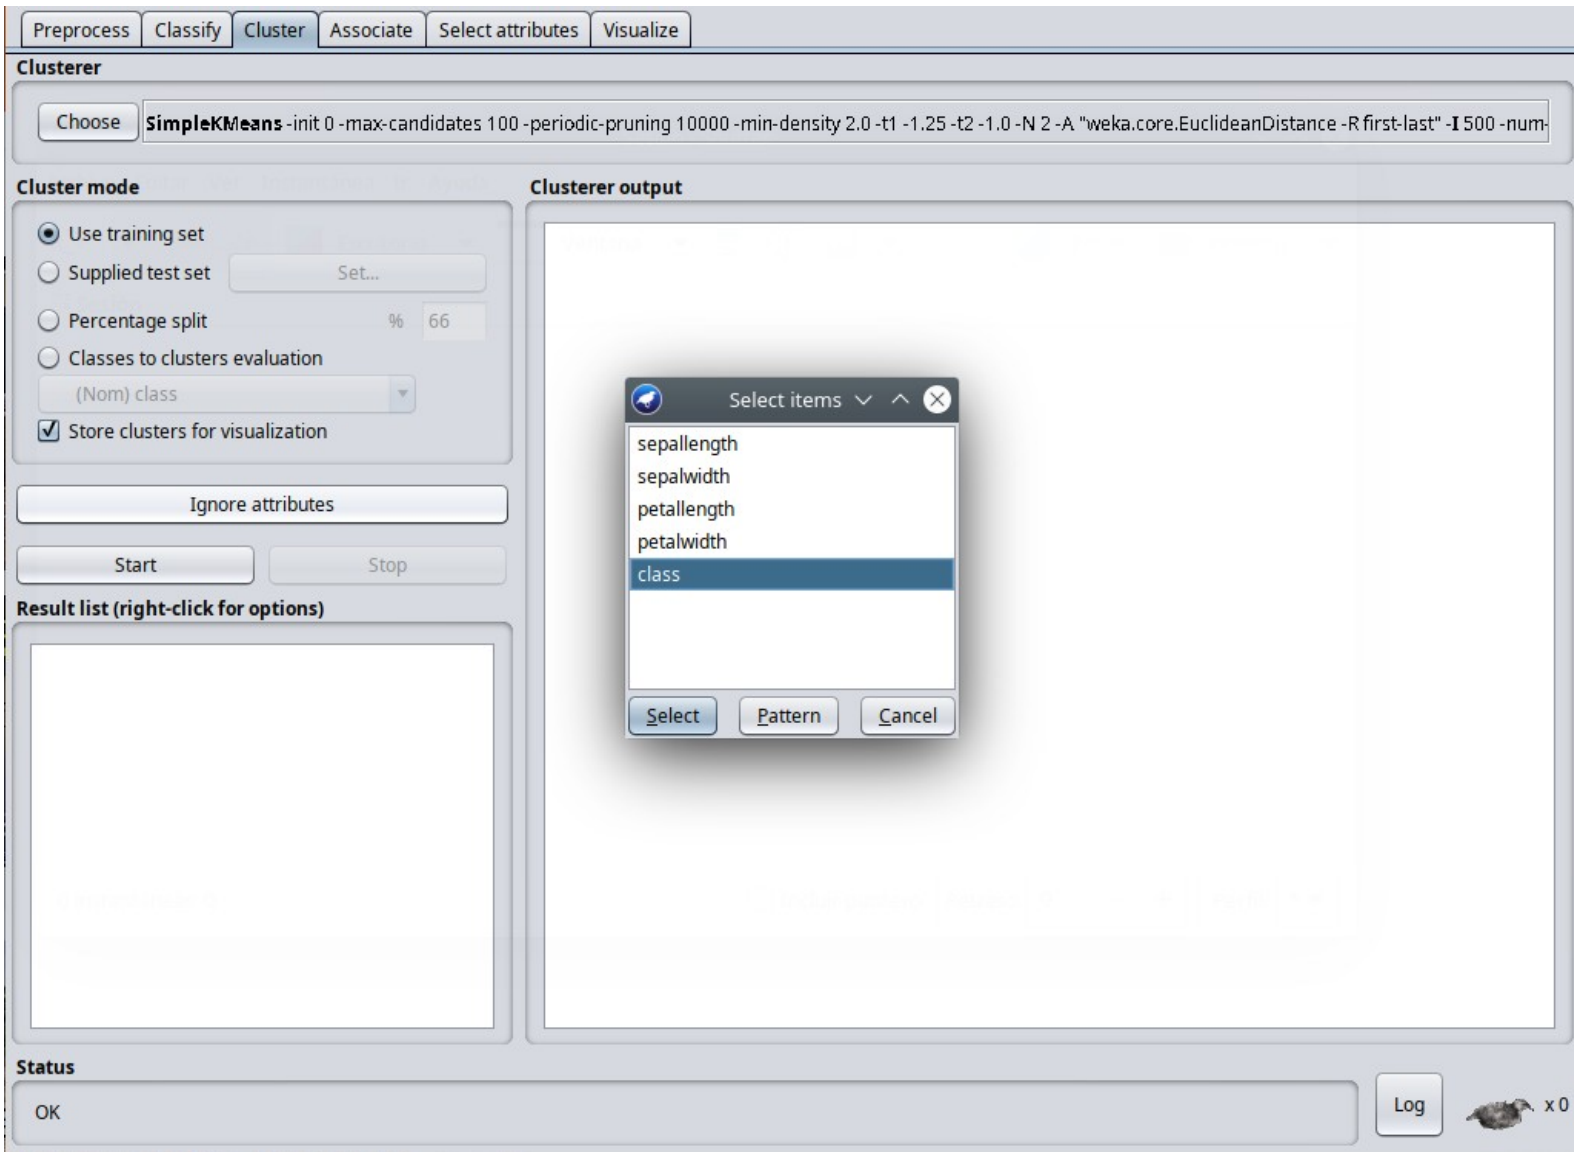 Preprocess Classify Cluster Associate Select attributes Visualize
Clusterer
Choose SimpleKMeans -init 0 -max-candidates 100 -periodic-pruning 10000 -min-density 2.0 -t1 -1.25 -t2 -1.0 -N 2 -A "weka.core.EuclideanDistance -R first-last" -I 500 -num-
Cluster mode
Use training set
Supplied test set Set...
Percentage split % 66
Classes to clusters evaluation
(Nom) class
Store clusters for visualization
Ignore attributes
Start Stop
Result list (right-click for options)
Clusterer output
Select items
sepallength
sepalwidth
petallength
petalwidth
class
Select Pattern Cancel
Status
OK
Log x 0